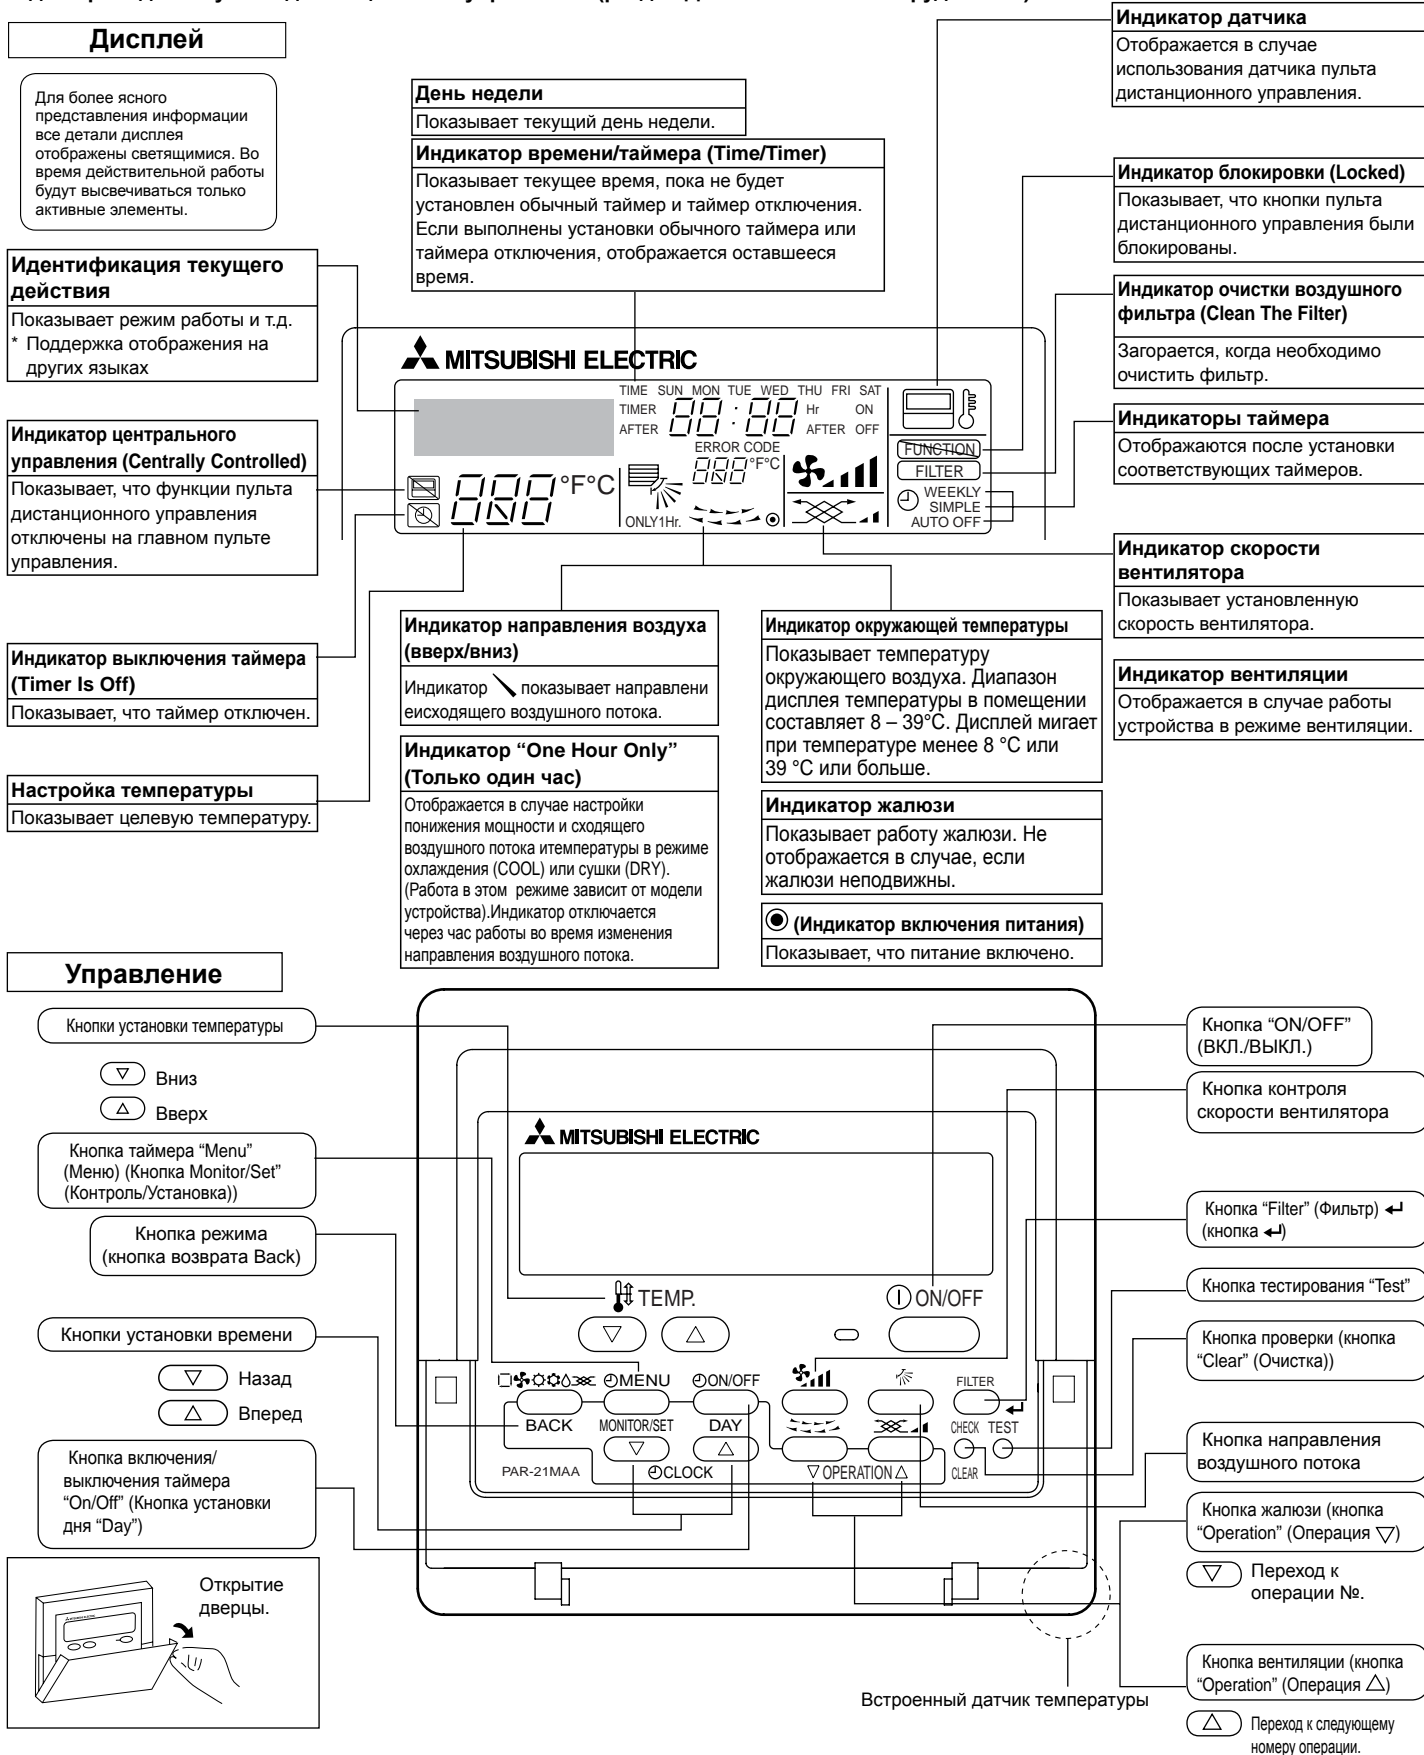 Дисплей
Для более ясного
представления информации
все детали дисплея
отображены светящимися. Во
время действительной работы
будут высвечиваться только
активные элементы.
День недели
Показывает текущий день недели.
Индикатор времени/таймера (Time/Timer)
Показывает текущее время, пока не будет
установлен обычный таймер и таймер отключения.
Если выполнены установки обычного таймера или
таймера отключения, отображается оставшееся
время.
Индикатор датчика
Отображается в случае
использования датчика пульта
дистанционного управления.
Индикатор блокировки (Locked)
Показывает, что кнопки пульта
дистанционного управления были
блокированы.
Индикатор очистки воздушного
фильтра (Clean The Filter)
Загорается, когда необходимо
очистить фильтр.
Индикаторы таймера
Отображаются после установки
соответствующих таймеров.
Индикатор скорости
вентилятора
Показывает установленную
скорость вентилятора.
Индикатор вентиляции
Отображается в случае работы
устройства в режиме вентиляции.
Идентификация текущего
действия
Показывает режим работы и т.д.
* Поддержка отображения на
других языках
Индикатор центрального
управления (Centrally Controlled)
Показывает, что функции пульта
дистанционного управления
отключены на главном пульте
управления.
Индикатор выключения таймера
(Timer Is Off)
Показывает, что таймер отключен.
Настройка температуры
Показывает целевую температуру.
MITSUBISHI ELECTRIC
TIME SUN MON TUE WED THU FRI SAT
TIMER 88:88 Hr ON
AFTER AFTER OFF
ERROR CODE
888 °F°C
888 °F°C
ONLY1Hr.
FUNCTION
FILTER
WEEKLY
SIMPLE
AUTO OFF
Индикатор направления воздуха
(вверх/вниз)
Индикатор показывает направлени
еисходящего воздушного потока.
Индикатор “One Hour Only”
(Только один час)
Отображается в случае настройки
понижения мощности и сходящего
воздушного потока итемпературы в режиме
охлаждения (COOL) или сушки (DRY).
(Работа в этом режиме зависит от модели
устройства).Индикатор отключается
через час работы во время изменения
направления воздушного потока.
Индикатор окружающей температуры
Показывает температуру
окружающего воздуха. Диапазон
дисплея температуры в помещении
составляет 8 – 39°C. Дисплей мигает
при температуре менее 8 °C или
39 °C или больше.
Индикатор жалюзи
Показывает работу жалюзи. Не
отображается в случае, если
жалюзи неподвижны.
(Индикатор включения питания)
Показывает, что питание включено.
Управление
Кнопки установки температуры
▽ Вниз
△ Вверх
Кнопка таймера “Menu”
(Меню) (Кнопка Monitor/Set”
(Контроль/Установка))
Кнопка режима
(кнопка возврата Back)
Кнопки установки времени
▽ Назад
△ Вперед
Кнопка включения/
выключения таймера
“On/Off” (Кнопка установки
дня “Day”)
Открытие
дверцы.
MITSUBISHI ELECTRIC
TEMP. ON/OFF
▽ △
MENU ON/OFF FILTER
BACK MONITOR/SET DAY CHECK TEST
▽ △
PAR-21MAA CLOCK ▽ OPERATION △ CLEAR
Кнопка “ON/OFF”
(ВКЛ./ВЫКЛ.)
Кнопка контроля
скорости вентилятора
Кнопка “Filter” (Фильтр) ↵
(кнопка ↵)
Кнопка тестирования “Test”
Кнопка проверки (кнопка
“Clear” (Очистка))
Кнопка направления
воздушного потока
Кнопка жалюзи (кнопка
“Operation” (Операция ▽)
▽ Переход к
операции №.
Кнопка вентиляции (кнопка
“Operation” (Операция △)
△ Переход к следующему
номеру операции.
Встроенный датчик температуры